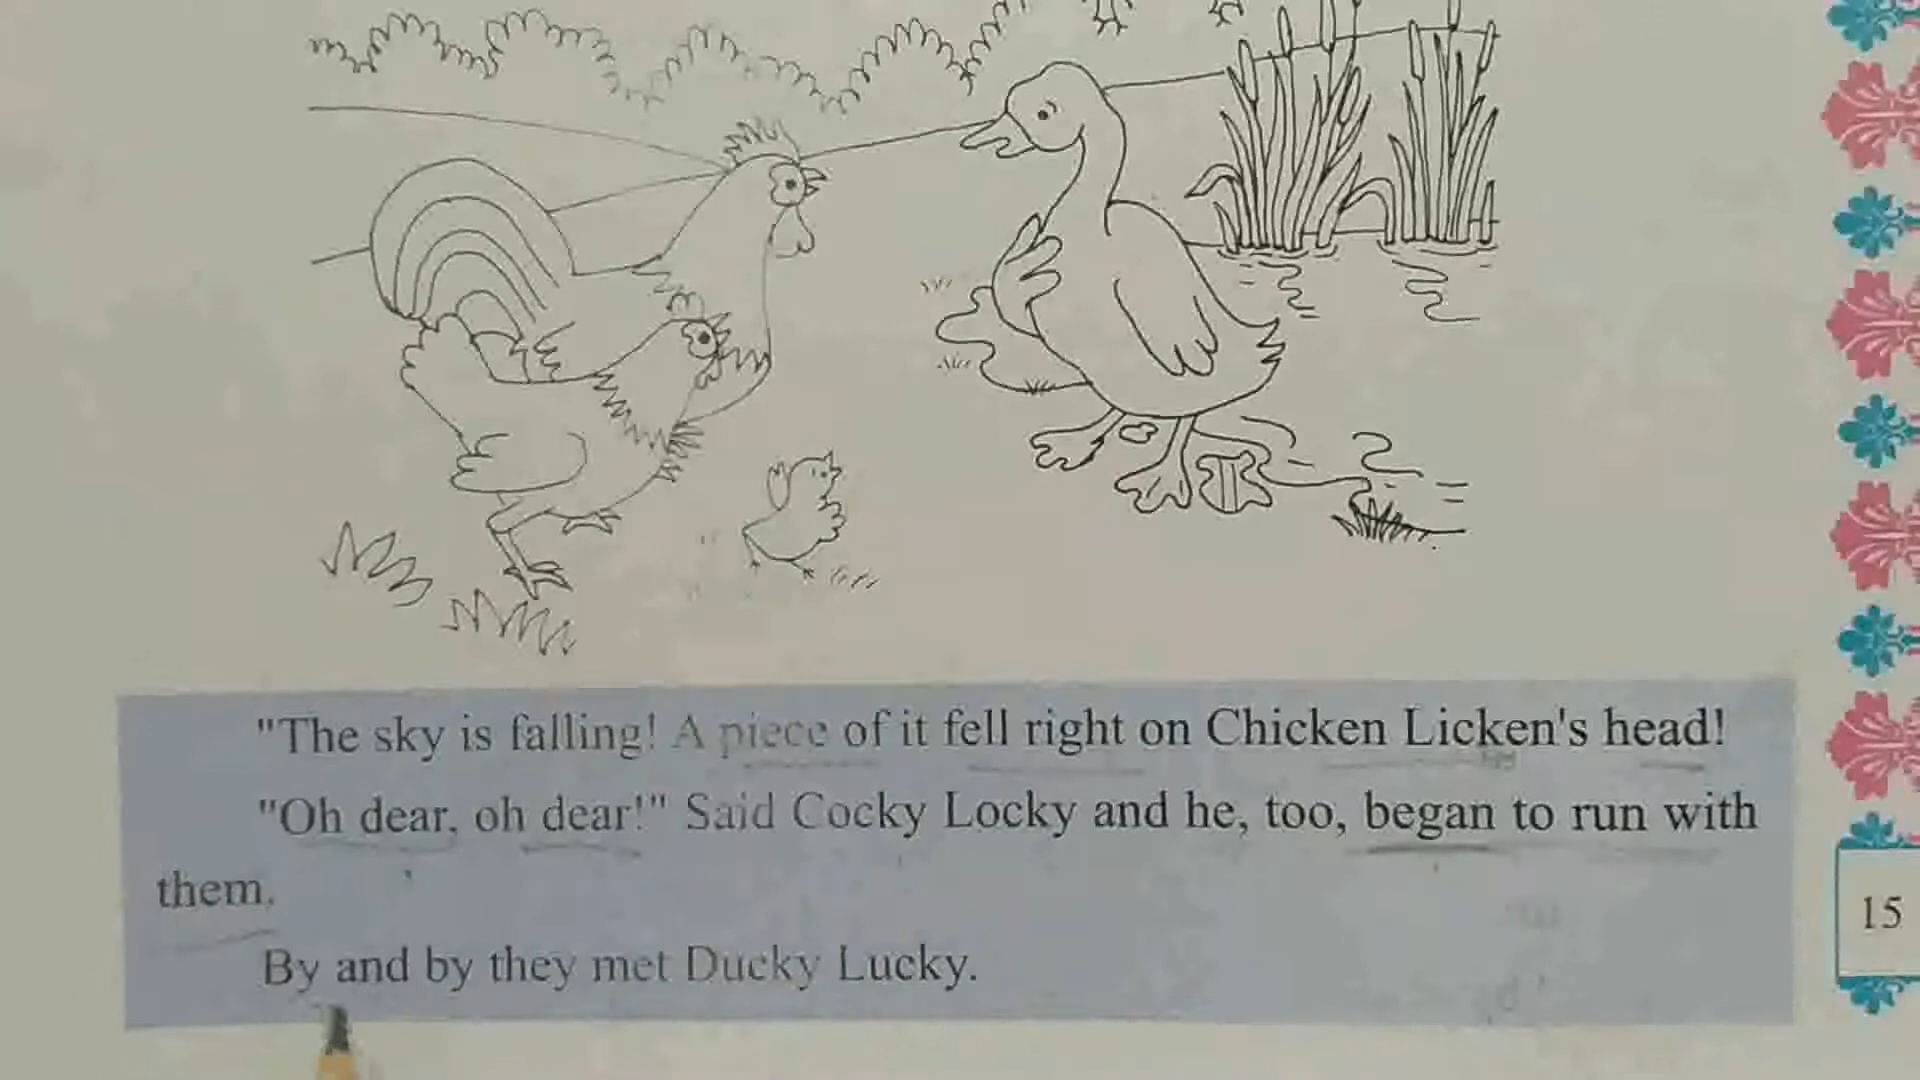 "The sky is falling! A piece of it fell right on Chicken Licken's head!
"Oh dear, oh dear!" Said Cocky Locky and he, too, began to run with
them.
By and by they met Ducky Lucky.
15